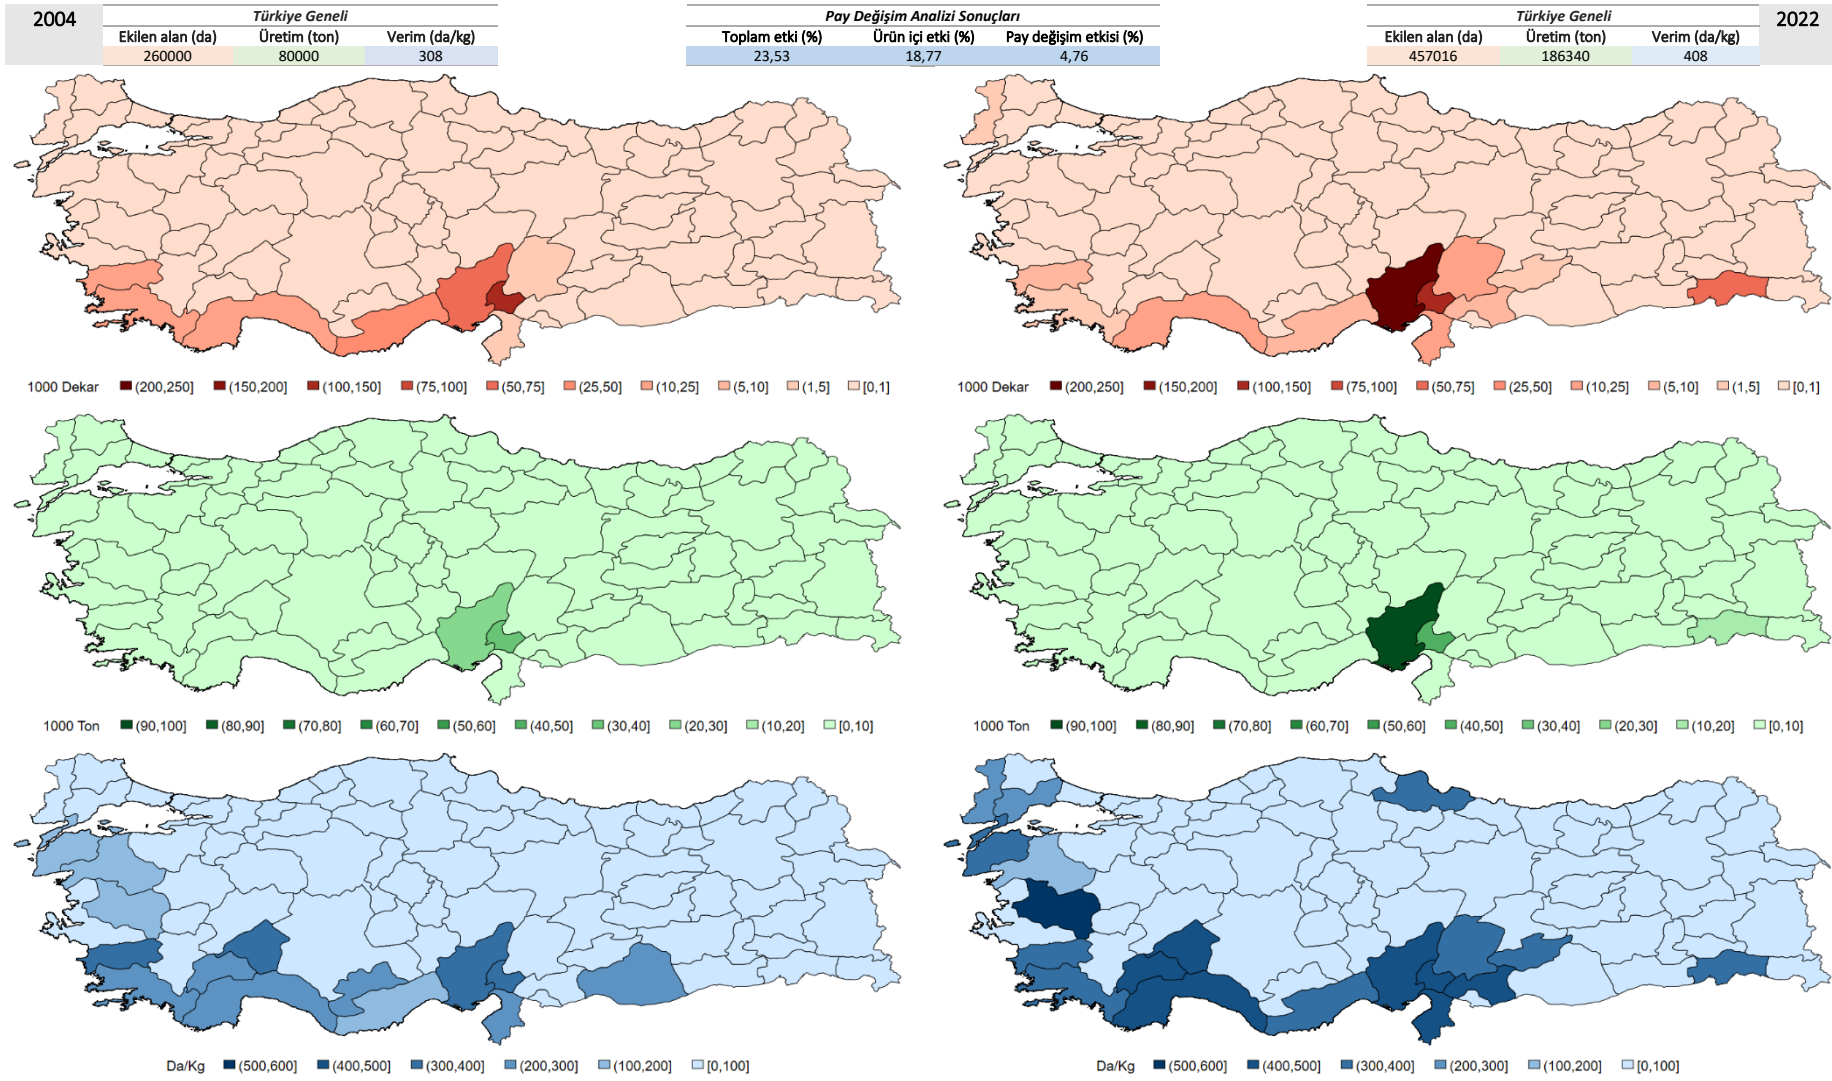 2004
Türkiye Geneli
Ekilen alan (da) Üretim (ton) Verim (da/kg)
260000 80000 308
Pay Değişim Analizi Sonuçları
Toplam etki (%) Ürün içi etki (%) Pay değişim etkisi (%)
23,53 18,77 4,76
Türkiye Geneli
Ekilen alan (da) Üretim (ton) Verim (da/kg)
457016 186340 408
2022
1000 Dekar (200,250] (150,200] (100,150] (75,100] (50,75] (25,50] (10,25] (5,10] (1,5] [0,1]
1000 Dekar (200,250] (150,200] (100,150] (75,100] (50,75] (25,50] (10,25] (5,10] (1,5] [0,1]
1000 Ton (90,100] (80,90] (70,80] (60,70] (50,60] (40,50] (30,40] (20,30] (10,20] [0,10]
1000 Ton (90,100] (80,90] (70,80] (60,70] (50,60] (40,50] (30,40] (20,30] (10,20] [0,10]
Da/Kg (500,600] (400,500] (300,400] (200,300] (100,200] [0,100]
Da/Kg (500,600] (400,500] (300,400] (200,300] (100,200] [0,100]